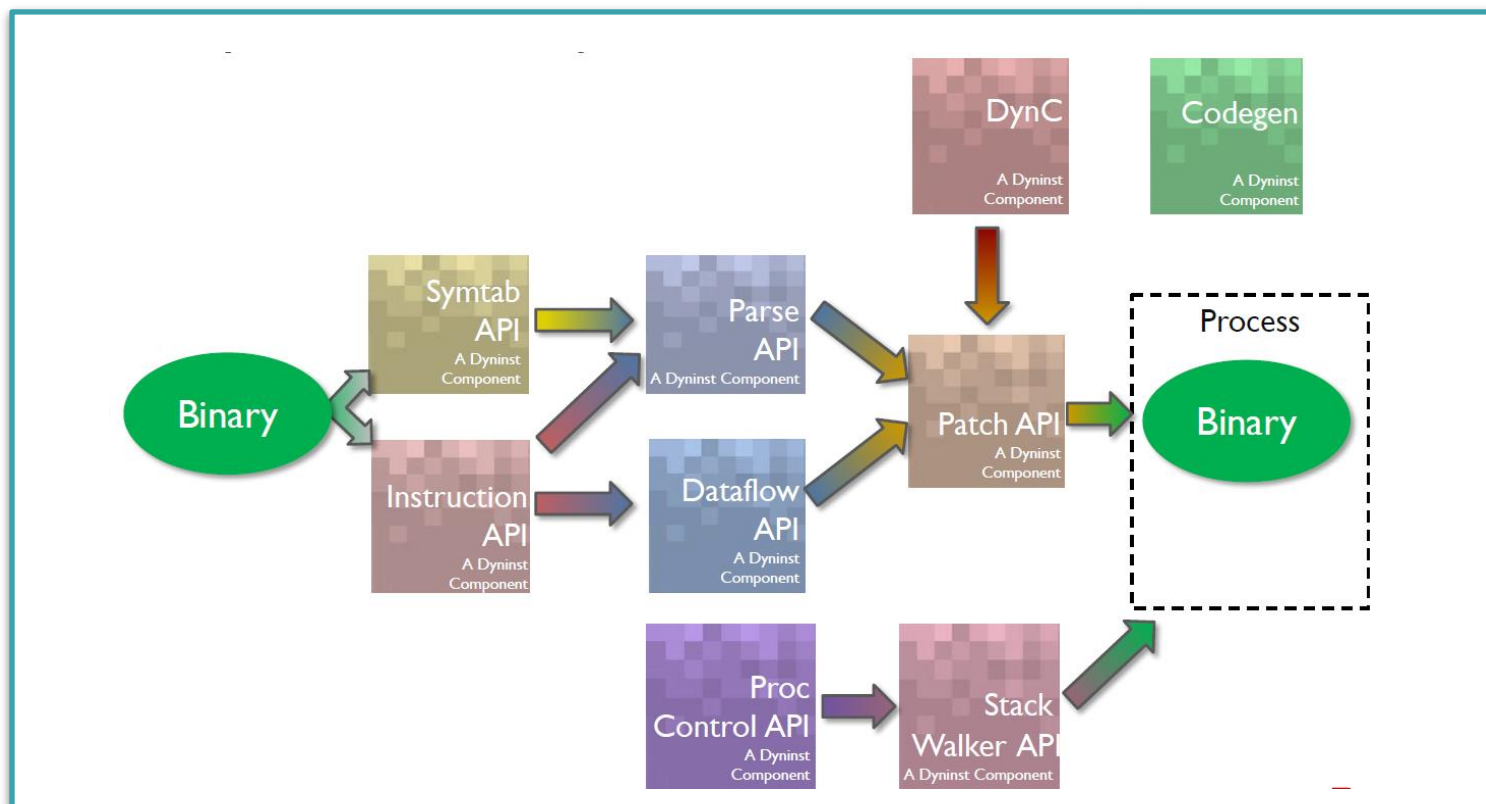 DynC
A Dyninst
Component
Codegen
A Dyninst
Component
Symtab
API
A Dyninst
Component
Parse
API
A Dyninst Component
Process
Binary
Patch API
A Dyninst
Component
Binary
Instruction
API
A Dyninst
Component
Dataflow
API
A Dyninst
Component
Proc
Control API
A Dyninst
Component
Stack
Walker API
A Dyninst Component